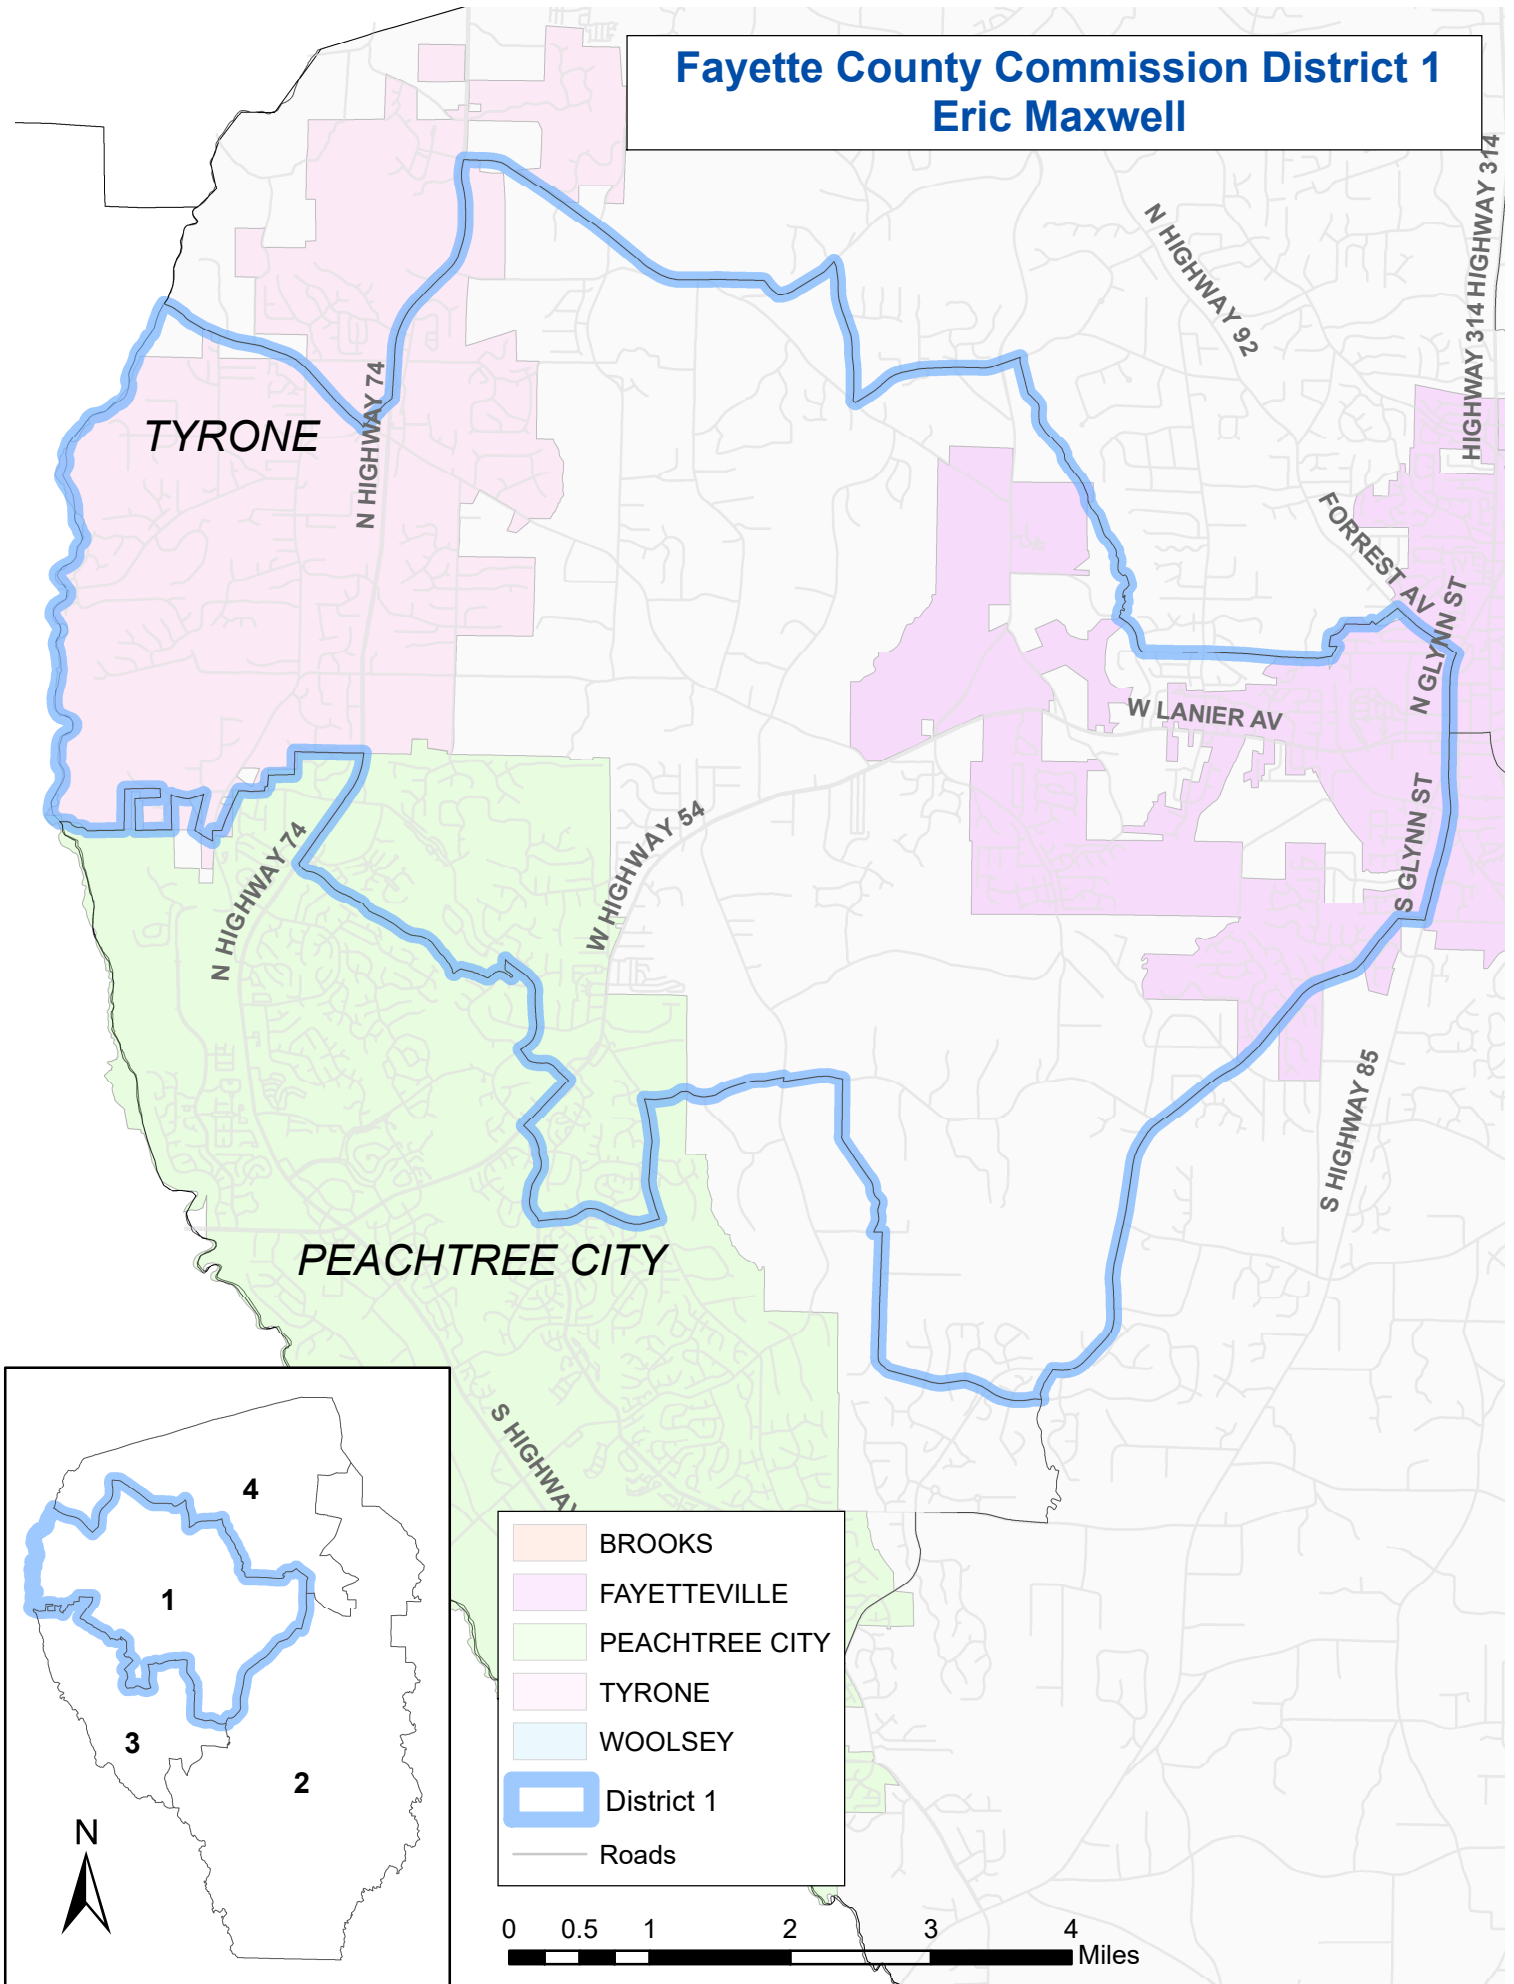 Fayette County Commission District 1
Eric Maxwell
N HIGHWAY 92
HIGHWAY 314 HIGHWAY 314
TYRONE
N HIGHWAY 74
FORREST AV
N GLYNN ST
W LANIER AV
S GLYNN ST
N HIGHWAY 74
W HIGHWAY 54
S HIGHWAY 85
PEACHTREE CITY
S HIGHWAY
4
1
3
2
N
BROOKS
FAYETTEVILLE
PEACHTREE CITY
TYRONE
WOOLSEY
District 1
Roads
0 0.5 1 2 3 4
Miles